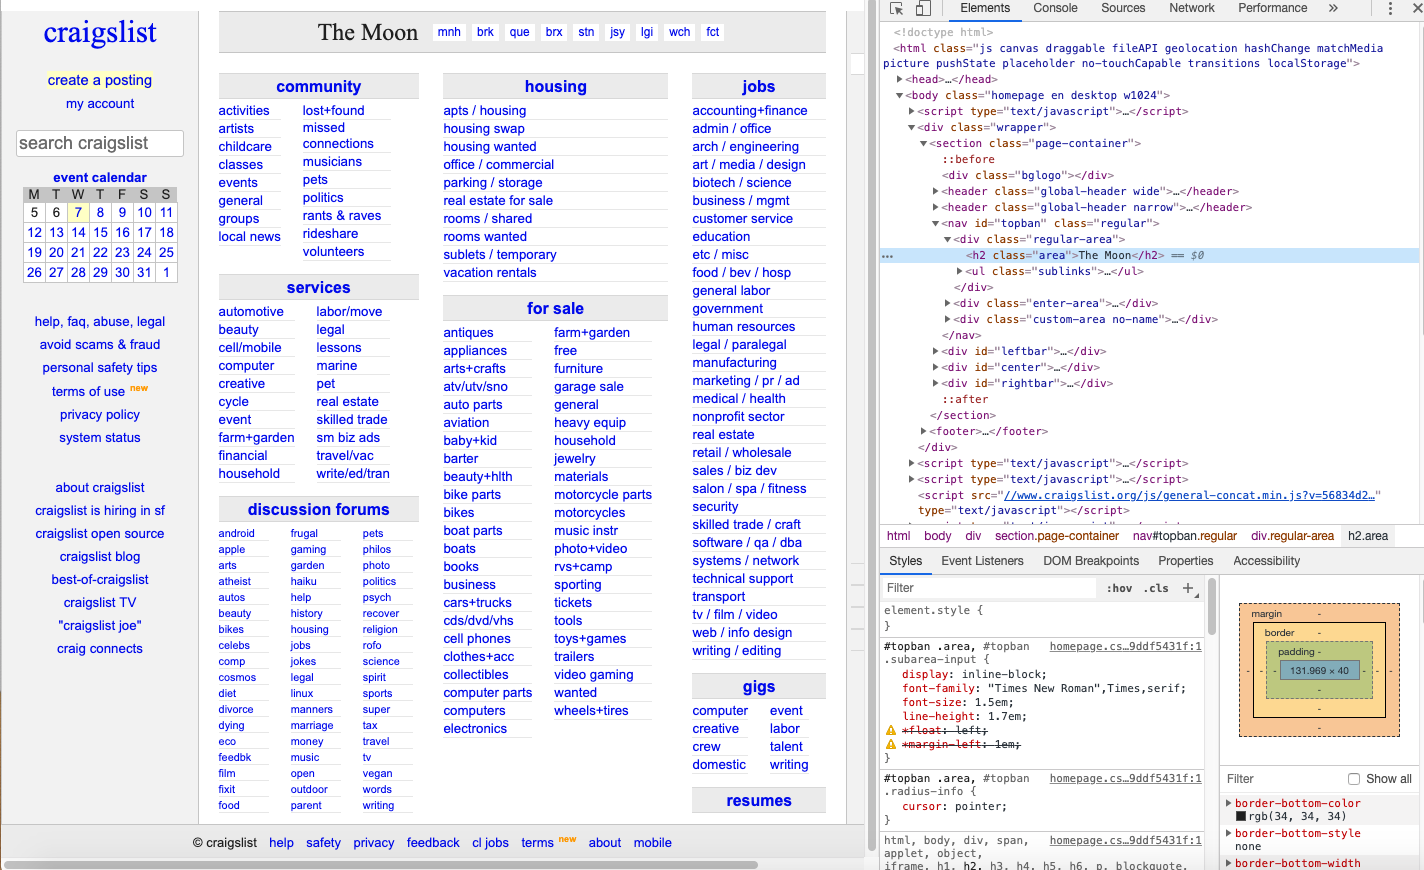 craigslist
create a posting
my account
search craigslist
event calendar
M T W T F S S
5 6 7 8 9 10 11
12 13 14 15 16 17 18
19 20 21 22 23 24 25
26 27 28 29 30 31 1
help, faq, abuse, legal
avoid scams & fraud
personal safety tips
terms of use new
privacy policy
system status
about craigslist
craigslist is hiring in sf
craigslist open source
craigslist blog
best-of-craigslist
craigslist TV
"craigslist joe"
craig connects
The Moon mnh brk que brx stn jsy lgi wch fct
community
activities
artists
childcare
classes
events
general
groups
local news
lost+found
missed
connections
musicians
pets
politics
rants & raves
rideshare
volunteers
services
automotive
beauty
cell/mobile
computer
creative
cycle
event
farm+garden
financial
household
labor/move
legal
lessons
marine
pet
real estate
skilled trade
sm biz ads
travel/vac
write/ed/tran
discussion forums
android
apple
arts
atheist
autos
beauty
bikes
celebs
comp
cosmos
diet
divorce
dying
eco
feedbk
film
fixit
food
frugal
gaming
garden
haiku
help
history
housing
jobs
jokes
legal
linux
manners
marriage
money
music
open
outdoor
parent
pets
philos
photo
politics
psych
recover
religion
rofo
science
spirit
sports
super
tax
travel
tv
vegan
words
writing
housing
apts / housing
housing swap
housing wanted
office / commercial
parking / storage
real estate for sale
rooms / shared
rooms wanted
sublets / temporary
vacation rentals
for sale
antiques
appliances
arts+crafts
atv/utv/sno
auto parts
aviation
baby+kid
barter
beauty+hlth
bike parts
bikes
boat parts
boats
books
business
cars+trucks
cds/dvd/vhs
cell phones
clothes+acc
collectibles
computer parts
computers
electronics
farm+garden
free
furniture
garage sale
general
heavy equip
household
jewelry
materials
motorcycle parts
motorcycles
music instr
photo+video
rvs+camp
sporting
tickets
tools
toys+games
trailers
video gaming
wanted
wheels+tires
jobs
accounting+finance
admin / office
arch / engineering
art / media / design
biotech / science
business / mgmt
customer service
education
etc / misc
food / bev / hosp
general labor
government
human resources
legal / paralegal
manufacturing
marketing / pr / ad
medical / health
nonprofit sector
real estate
retail / wholesale
sales / biz dev
salon / spa / fitness
security
skilled trade / craft
software / qa / dba
systems / network
technical support
transport
tv / film / video
web / info design
writing / editing
gigs
computer
creative
crew
domestic
event
labor
talent
writing
resumes
© craigslist help safety privacy feedback cl jobs terms new about mobile
Elements Console Sources Network Performance »
<!doctype html>
<html class="js canvas draggable fileAPI geolocation hashChange matchMedia
picture pushState placeholder no-touchCapable transitions localStorage">
<head>…</head>
<body class="homepage en desktop w1024">
<script type="text/javascript">…</script>
<div class="wrapper">
<section class="page-container">
::before
<div class="bglogo"></div>
<header class="global-header wide">…</header>
<header class="global-header narrow">…</header>
<nav id="topban" class="regular">
<div class="regular-area">
… <h2 class="area">The Moon</h2> == $0
<ul class="sublinks">…</ul>
</div>
<div class="enter-area">…</div>
<div class="custom-area no-name">…</div>
</nav>
<div id="leftbar">…</div>
<div id="center">…</div>
<div id="rightbar">…</div>
::after
</section>
<footer>…</footer>
</div>
<script type="text/javascript">…</script>
<script type="text/javascript">…</script>
<script src="//www.craigslist.org/js/general-concat.min.js?v=56834d2…"
type="text/javascript"></script>
html body div section.page-container nav#topban.regular div.regular-area h2.area
Styles Event Listeners DOM Breakpoints Properties Accessibility
Filter :hov .cls +
element.style {
}
#topban .area, #topban homepage.cs…9ddf5431f:1
.subarea-input {
display: inline-block;
font-family: "Times New Roman",Times,serif;
font-size: 1.5em;
line-height: 1.7em;
*float: left;
*margin-left: 1em;
}
#topban .area, #topban homepage.cs…9ddf5431f:1
.radius-info {
cursor: pointer;
}
html, body, div, span, homepage.cs…9ddf5431f:1
applet, object,
iframe, h1, h2, h3, h4, h5, h6, p, blockquote,
margin -
border -
padding -
- - - 131.969 × 40 - - -
-
-
-
Filter Show all
border-bottom-color
rgb(34, 34, 34)
border-bottom-style
none
border-bottom-width